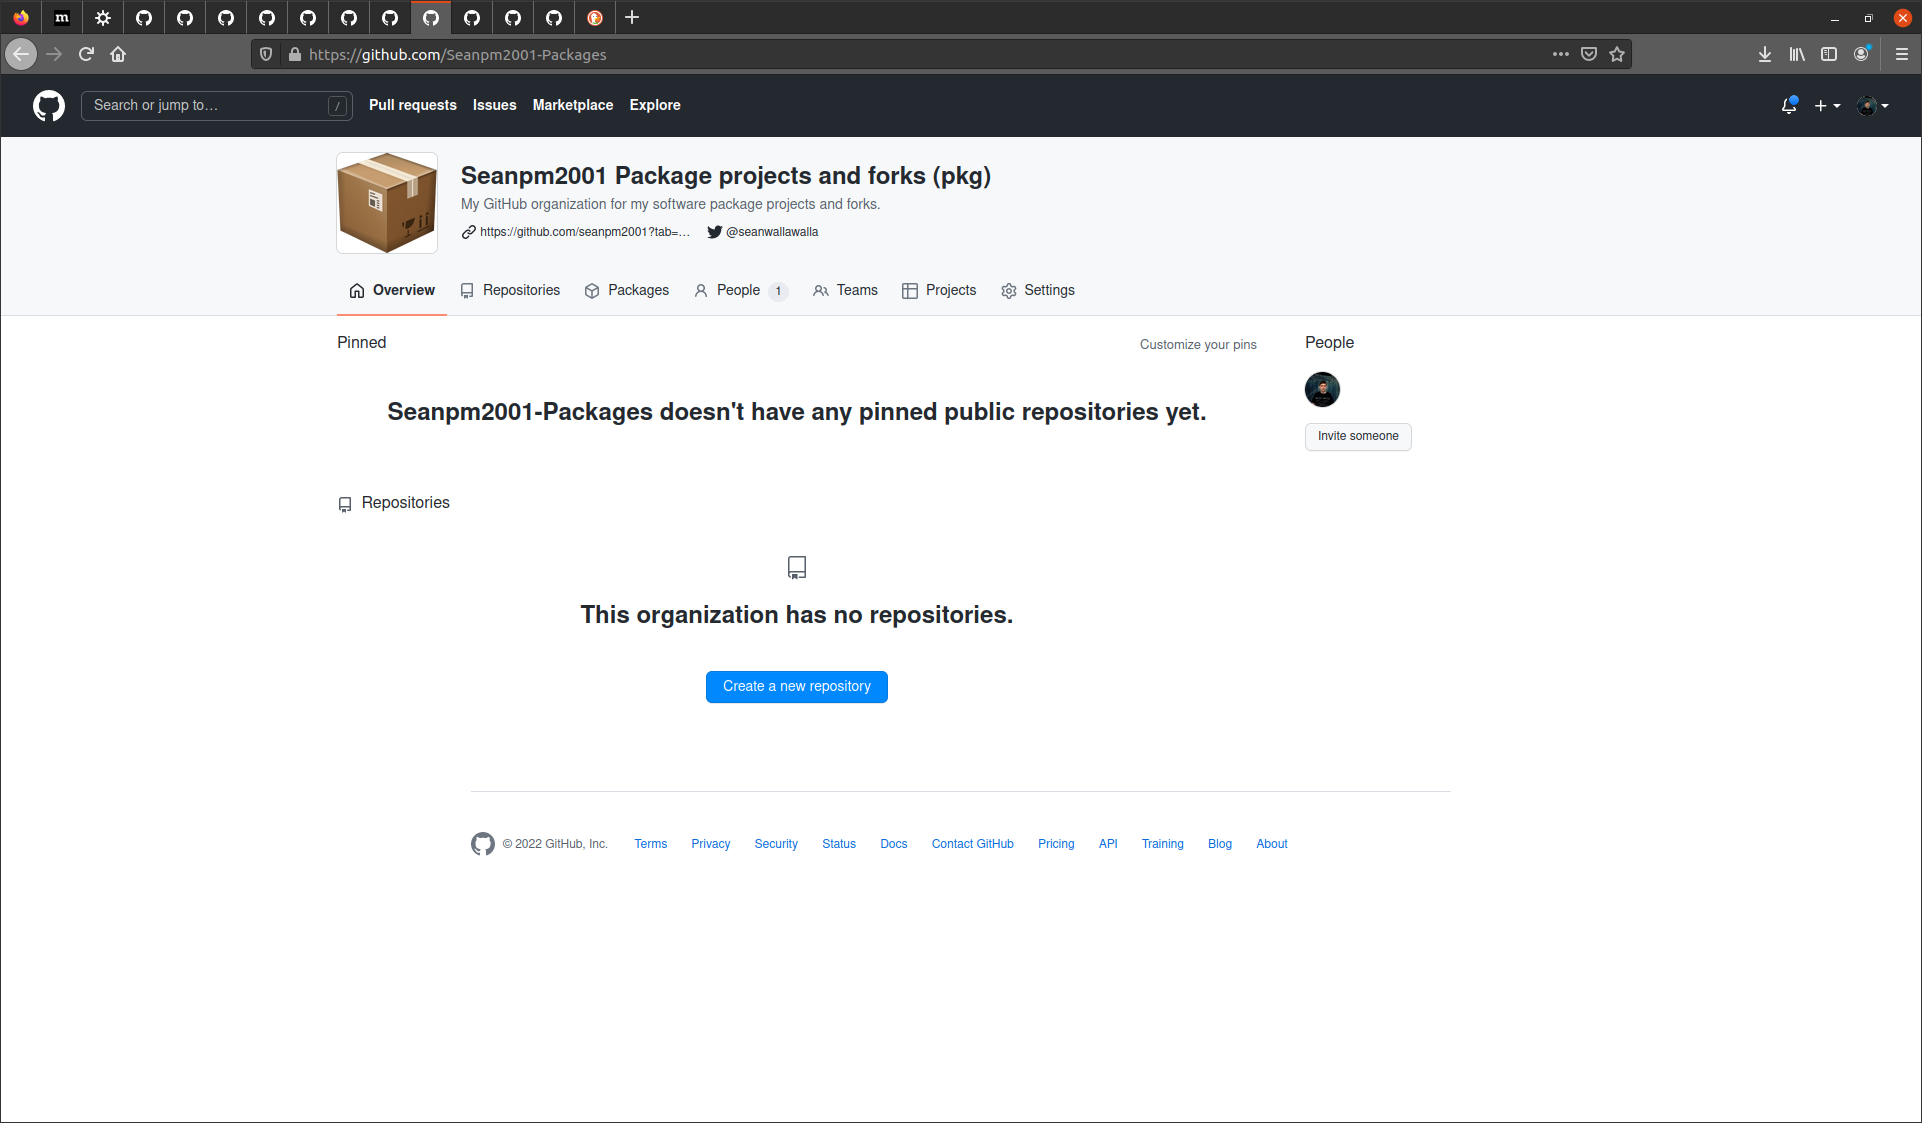 m
https://github.com/Seanpm2001-Packages
Search or jump to… /
Pull requests Issues Marketplace Explore
Seanpm2001 Package projects and forks (pkg)
My GitHub organization for my software package projects and forks.
https://github.com/seanpm2001?tab=… @seanwallawalla
Overview Repositories Packages People 1 Teams Projects Settings
Pinned
Customize your pins
People
Seanpm2001-Packages doesn't have any pinned public repositories yet.
Invite someone
Repositories
This organization has no repositories.
Create a new repository
© 2022 GitHub, Inc. Terms Privacy Security Status Docs Contact GitHub Pricing API Training Blog About